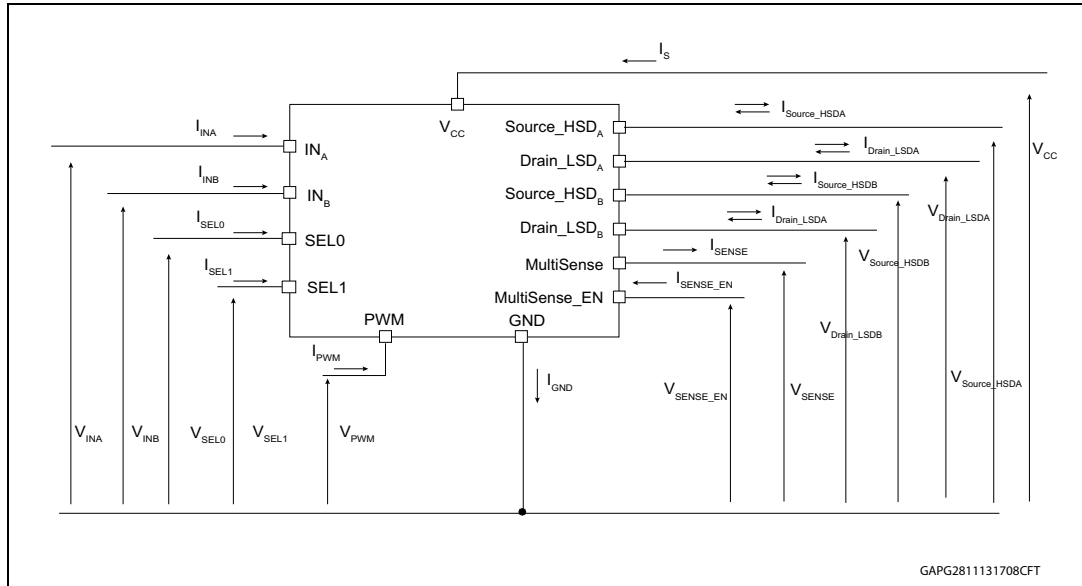 I_S
V_CC
I_INA
IN_A
I_INB
IN_B
I_SEL0
SEL0
I_SEL1
SEL1
PWM
GND
Source_HSD_A
Drain_LSD_A
Source_HSD_B
Drain_LSD_B
MultiSense
MultiSense_EN
I_Source_HSDA
I_Drain_LSDA
I_Source_HSDB
I_Drain_LSDA
I_SENSE
I_SENSE_EN
V_CC
V_Drain_LSDA
V_Source_HSDB
V_Drain_LSDB
V_Source_HSDA
I_PWM
I_GND
V_SENSE_EN
V_SENSE
V_INA
V_INB
V_SEL0
V_SEL1
V_PWM
GAPG2811131708CFT